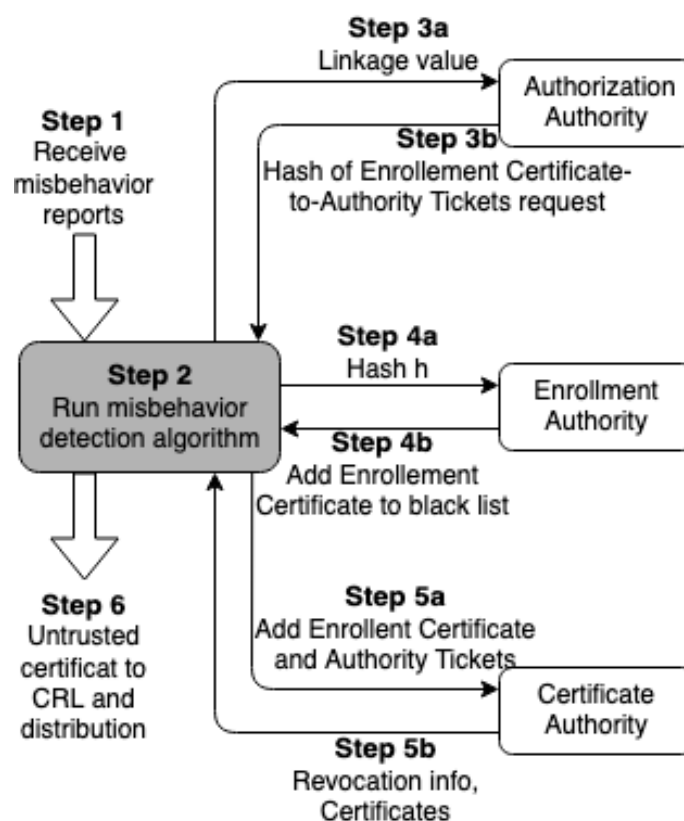 Step 3a
Linkage value
Authorization
Authority
Step 1
Receive
misbehavior
reports
Step 3b
Hash of Enrollement Certificate-
to-Authority Tickets request
Step 2
Run misbehavior
detection algorithm
Step 4a
Hash h
Enrollment
Authority
Step 4b
Add Enrollement
Certificate to black list
Step 6
Untrusted
certificat to
CRL and
distribution
Step 5a
Add Enrollent Certificate
and Authority Tickets
Certificate
Authority
Step 5b
Revocation info,
Certificates